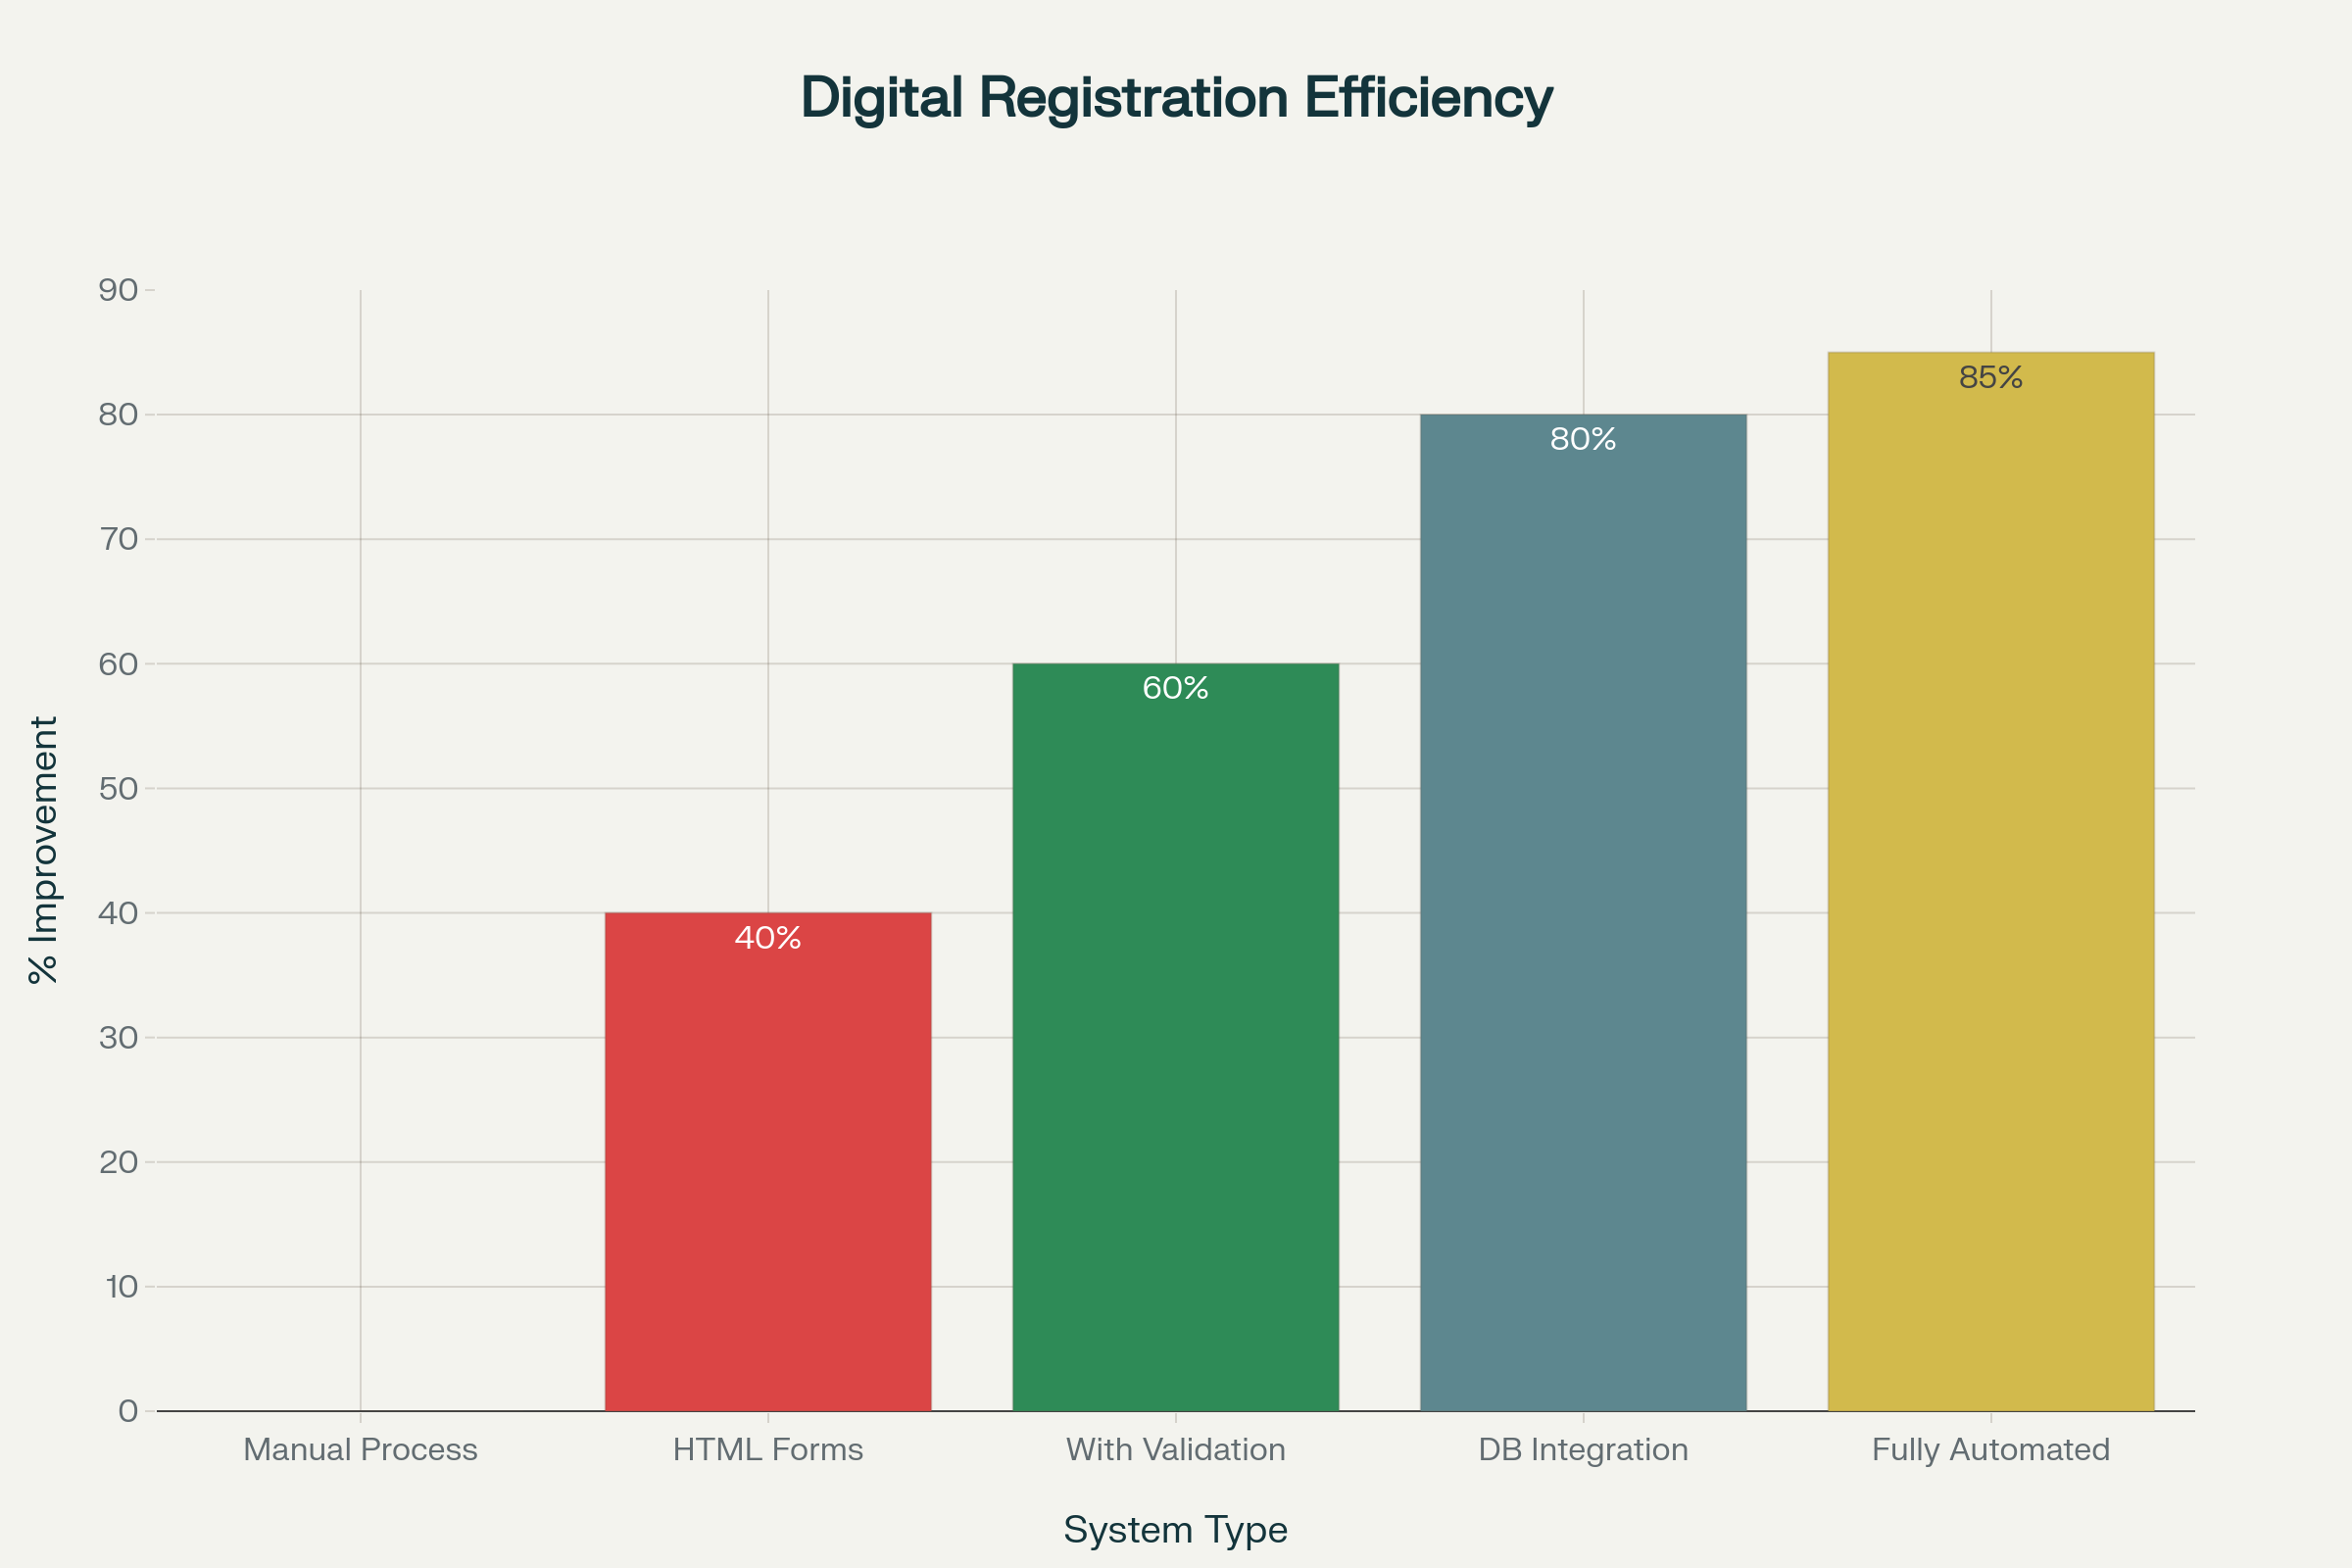 Digital Registration Efficiency
% Improvement
90
80
70
60
50
40
30
20
10
0
40%
60%
80%
85%
Manual Process
HTML Forms
With Validation
DB Integration
Fully Automated
System Type